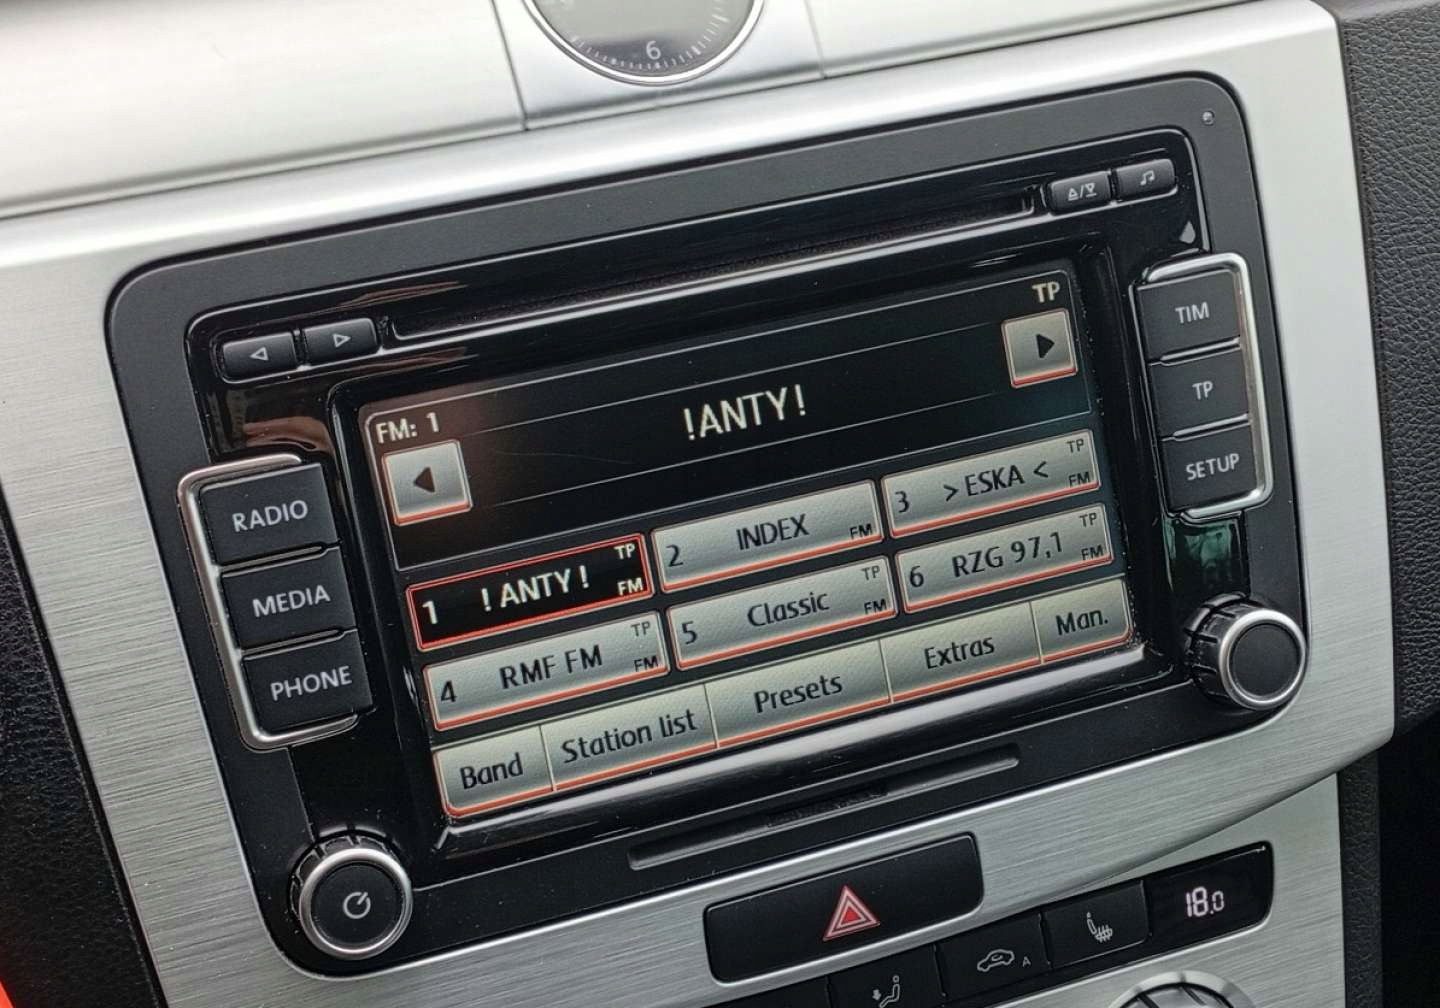 6
TP
FM: 1
!ANTY!
1 ! ANTY ! TP FM
2 INDEX FM
3 > ESKA < TP FM
4 RMF FM TP FM
5 Classic TP FM
6 RZG 97,1 TP FM
Band Station list Presets Extras Man.
RADIO
MEDIA
PHONE
TIM
TP
SETUP
18.0
A